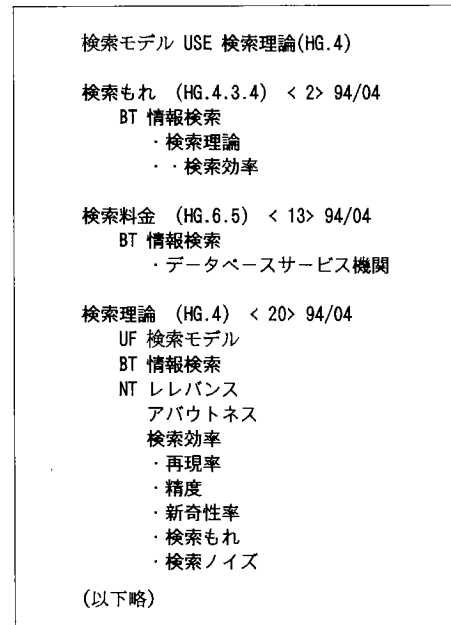 検索モデル USE 検索理論(HG.4)
検索もれ (HG.4.3.4) < 2> 94/04
BT 情報検索
・検索理論
・・検索効率
検索料金 (HG.6.5) < 13> 94/04
BT 情報検索
・データベースサービス機関
検索理論 (HG.4) < 20> 94/04
UF 検索モデル
BT 情報検索
NT レレバンス
アバウトネス
検索効率
・再現率
・精度
・新奇性率
・検索もれ
・検索ノイズ
(以下略)